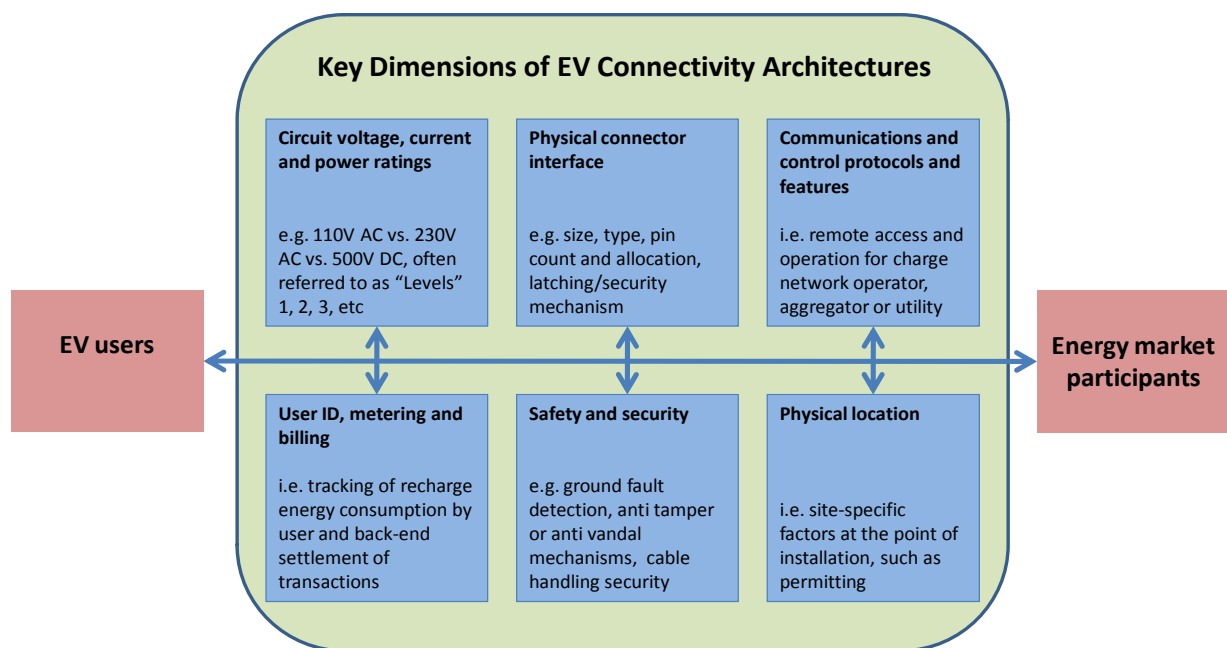 Key Dimensions of EV Connectivity Architectures
Circuit voltage, current
and power ratings
e.g. 110V AC vs. 230V
AC vs. 500V DC, often
referred to as “Levels”
1, 2, 3, etc
Physical connector
interface
e.g. size, type, pin
count and allocation,
latching/security
mechanism
Communications and
control protocols and
features
i.e. remote access and
operation for charge
network operator,
aggregator or utility
EV users
Energy market
participants
User ID, metering and
billing
i.e. tracking of recharge
energy consumption by
user and back-end
settlement of
transactions
Safety and security
e.g. ground fault
detection, anti tamper
or anti vandal
mechanisms,  cable
handling security
Physical location
i.e. site-specific
factors at the point of
installation, such as
permitting